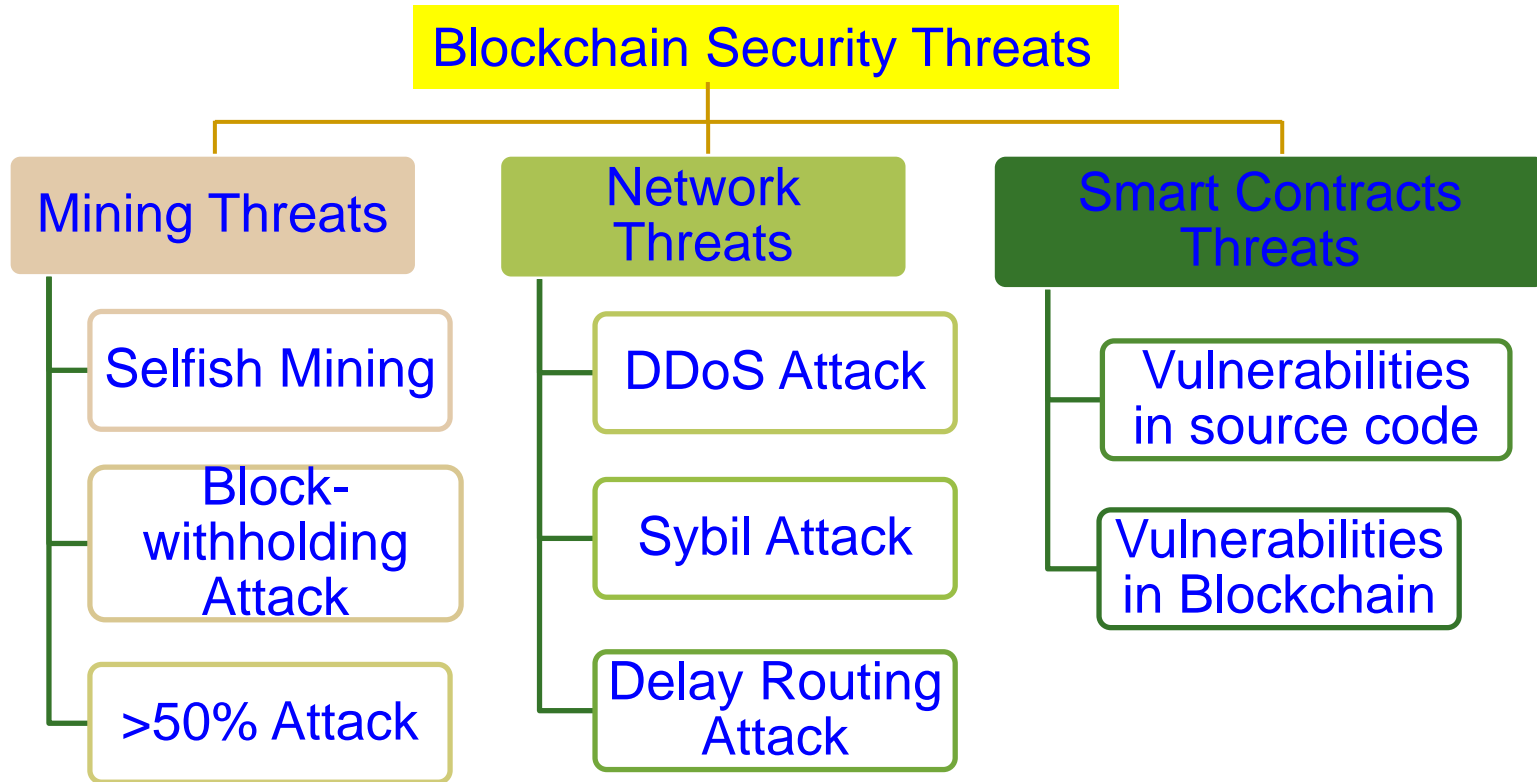 Blockchain Security Threats
Mining Threats
Selfish Mining
Block-
withholding
Attack
>50% Attack
Network
Threats
DDoS Attack
Sybil Attack
Delay Routing
Attack
Smart Contracts
Threats
Vulnerabilities
in source code
Vulnerabilities
in Blockchain